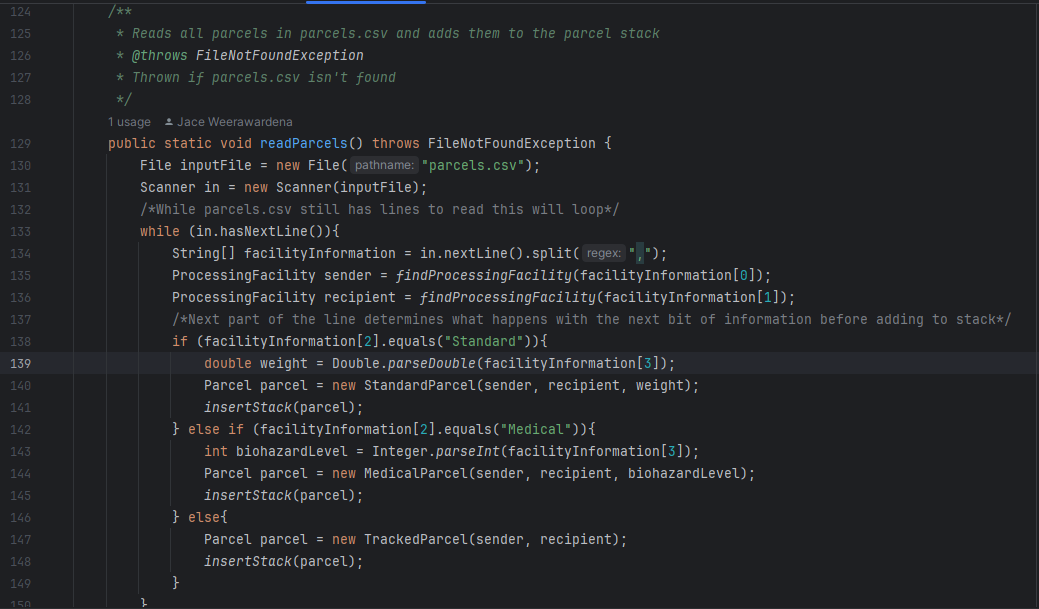 124 /**
125 * Reads all parcels in parcels.csv and adds them to the parcel stack
126 * @throws FileNotFoundException
127 * Thrown if parcels.csv isn't found
128 */
1 usage Jace Weerawardena
129 public static void readParcels() throws FileNotFoundException {
130 File inputFile = new File( pathname: "parcels.csv");
131 Scanner in = new Scanner(inputFile);
132 /*While parcels.csv still has lines to read this will loop*/
133 while (in.hasNextLine()){
134 String[] facilityInformation = in.nextLine().split( regex: ",");
135 ProcessingFacility sender = findProcessingFacility(facilityInformation[0]);
136 ProcessingFacility recipient = findProcessingFacility(facilityInformation[1]);
137 /*Next part of the line determines what happens with the next bit of information before adding to stack*/
138 if (facilityInformation[2].equals("Standard")){
139 double weight = Double.parseDouble(facilityInformation[3]);
140 Parcel parcel = new StandardParcel(sender, recipient, weight);
141 insertStack(parcel);
142 } else if (facilityInformation[2].equals("Medical")){
143 int biohazardLevel = Integer.parseInt(facilityInformation[3]);
144 Parcel parcel = new MedicalParcel(sender, recipient, biohazardLevel);
145 insertStack(parcel);
146 } else{
147 Parcel parcel = new TrackedParcel(sender, recipient);
148 insertStack(parcel);
149 }
150 }